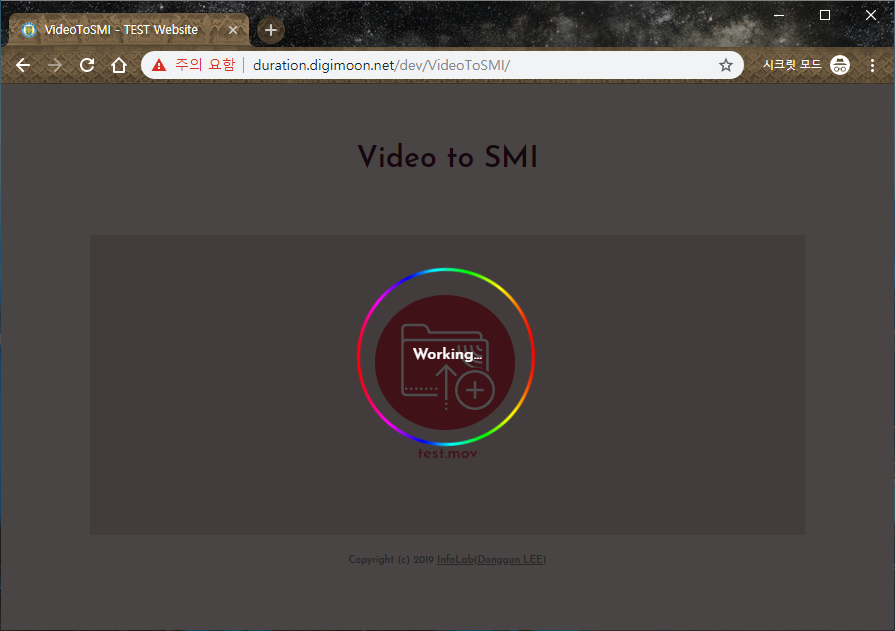 VideoToSMI - TEST Website
주의 요함
duration.digimoon.net/dev/VideoToSMI/
시크릿 모드
Video to SMI
Working...
test.mov
Copyright (c) 2019 InfoLab(Donggun LEE)